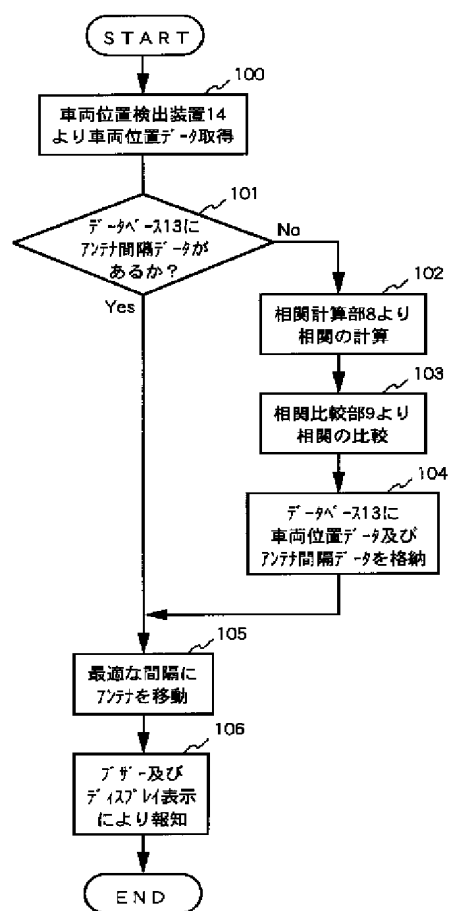 START
100
車両位置検出装置14
より車両位置データ取得
101
データベース13に
アンテナ間隔データが
あるか?
No
Yes
102
相関計算部8より
相関の計算
103
相関比較部9より
相関の比較
104
データベース13に
車両位置データ及び
アンテナ間隔データを格納
105
最適な間隔に
アンテナを移動
106
ブザー及び
ディスプレイ表示
により報知
END